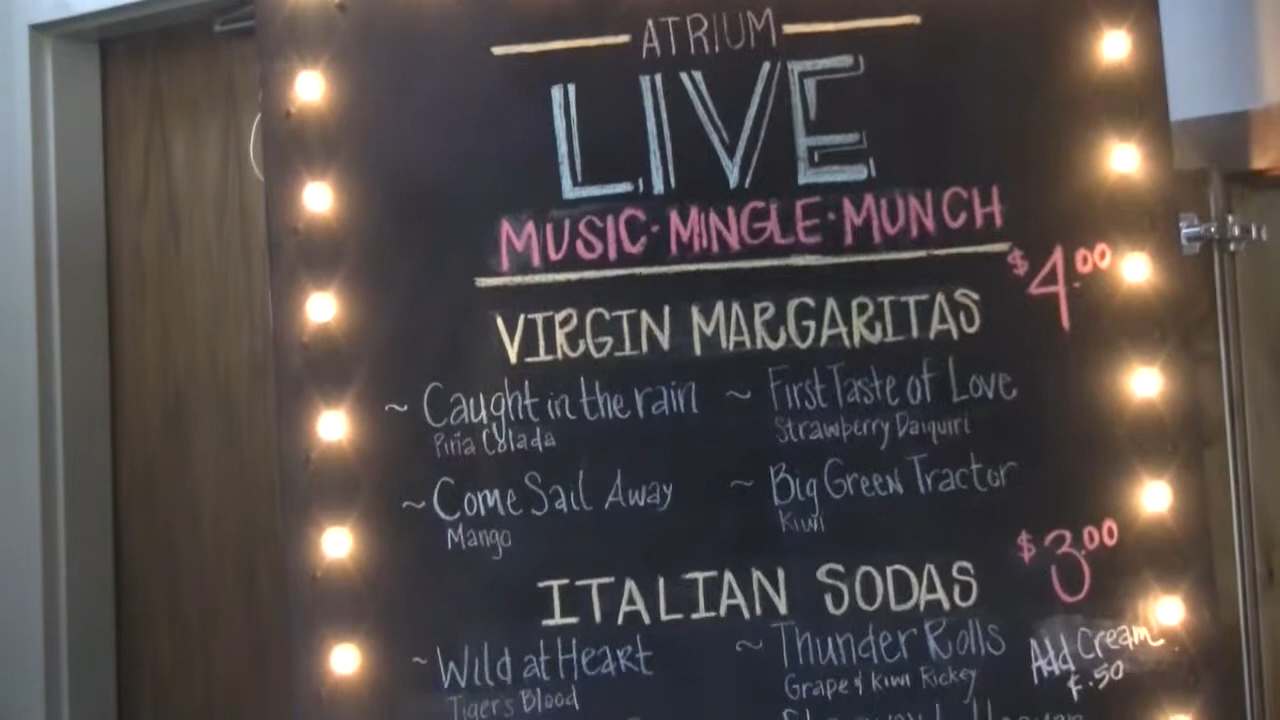 ATRIUM
LIVE
MUSIC·MINGLE·MUNCH
$4.00
VIRGIN MARGARITAS
~ Caught in the rain
Piña Colada
~ First Taste of Love
Strawberry Daiquiri
~ Come Sail Away
Mango
~ Big Green Tractor
Kiwi
$3.00
ITALIAN SODAS
~ Wild at Heart
Tigers Blood
~ Thunder Rolls
Grape & Kiwi Rickey
Add Cream
$.50